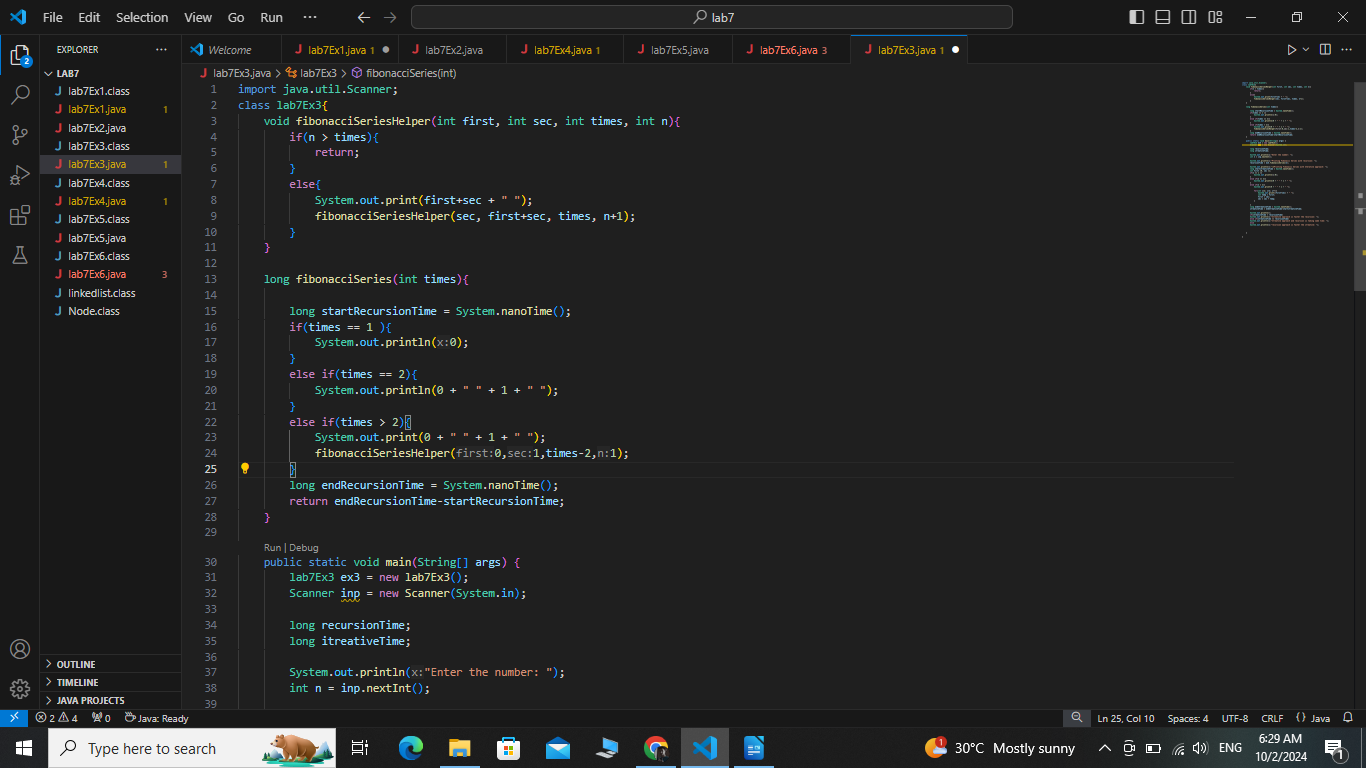 File Edit Selection View Go Run ··· lab7
EXPLORER ···
LAB7
J lab7Ex1.class
J lab7Ex1.java 1
J lab7Ex2.java
J lab7Ex3.class
J lab7Ex3.java 1
J lab7Ex4.class
J lab7Ex4.java 1
J lab7Ex5.class
J lab7Ex5.java
J lab7Ex6.class
J lab7Ex6.java 3
J linkedlist.class
J Node.class
OUTLINE
TIMELINE
JAVA PROJECTS
2
Welcome J lab7Ex1.java 1 J lab7Ex2.java J lab7Ex4.java 1 J lab7Ex5.java J lab7Ex6.java 3 J lab7Ex3.java 1
J lab7Ex3.java > lab7Ex3 > fibonacciSeries(int)
1 import java.util.Scanner;
2 class lab7Ex3{
3 void fibonacciSeriesHelper(int first, int sec, int times, int n){
4 if(n > times){
5 return;
6 }
7 else{
8 System.out.print(first+sec + " ");
9 fibonacciSeriesHelper(sec, first+sec, times, n+1);
10 }
11 }
12
13 long fibonacciSeries(int times){
14
15 long startRecursionTime = System.nanoTime();
16 if(times == 1 ){
17 System.out.println(x:0);
18 }
19 else if(times == 2){
20 System.out.println(0 + " " + 1 + " ");
21 }
22 else if(times > 2){
23 System.out.print(0 + " " + 1 + " ");
24 fibonacciSeriesHelper(first:0,sec:1,times-2,n:1);
25 }
26 long endRecursionTime = System.nanoTime();
27 return endRecursionTime-startRecursionTime;
28 }
29
Run | Debug
30 public static void main(String[] args) {
31 lab7Ex3 ex3 = new lab7Ex3();
32 Scanner inp = new Scanner(System.in);
33
34 long recursionTime;
35 long itreativeTime;
36
37 System.out.println(x:"Enter the number: ");
38 int n = inp.nextInt();
39
2 4 0 Java: Ready Ln 25, Col 10 Spaces: 4 UTF-8 CRLF {} Java
Type here to search 1 30°C Mostly sunny ENG 6:29 AM
10/2/2024 1